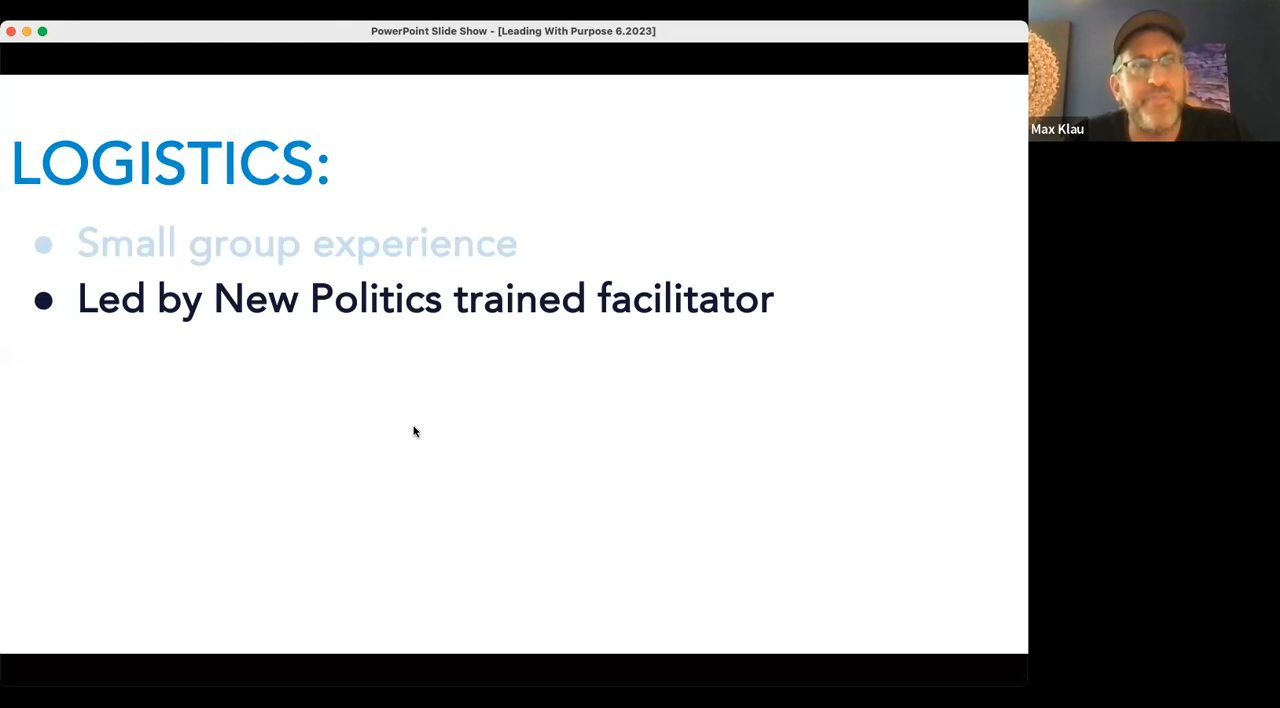 PowerPoint Slide Show - [Leading With Purpose 6.2023]
Max Klau
LOGISTICS:
● Small group experience
● Led by New Politics trained facilitator